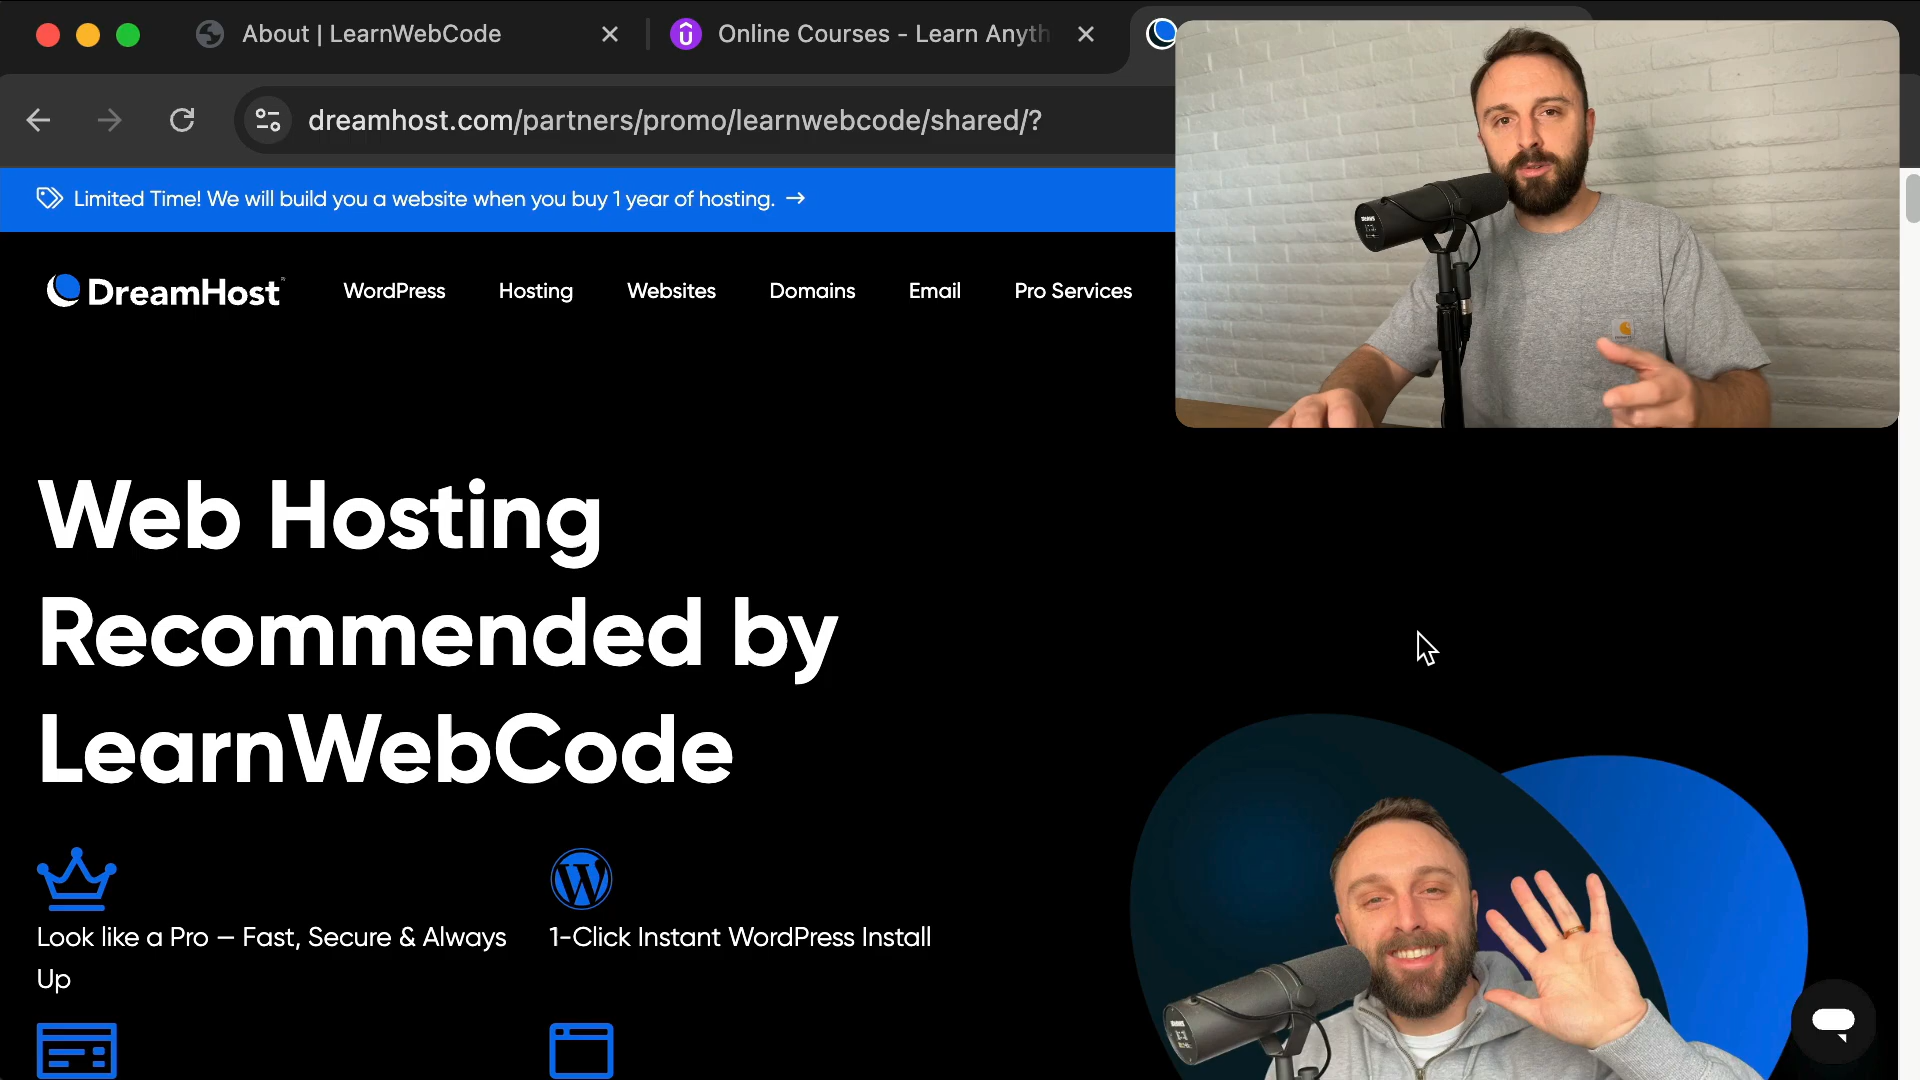 About | LearnWebCode
Online Courses - Learn Anyth
dreamhost.com/partners/promo/learnwebcode/shared/?
Limited Time! We will build you a website when you buy 1 year of hosting. →
DreamHost
WordPress
Hosting
Websites
Domains
Email
Pro Services
Web Hosting
Recommended by
LearnWebCode
Look like a Pro – Fast, Secure & Always
Up
1-Click Instant WordPress Install